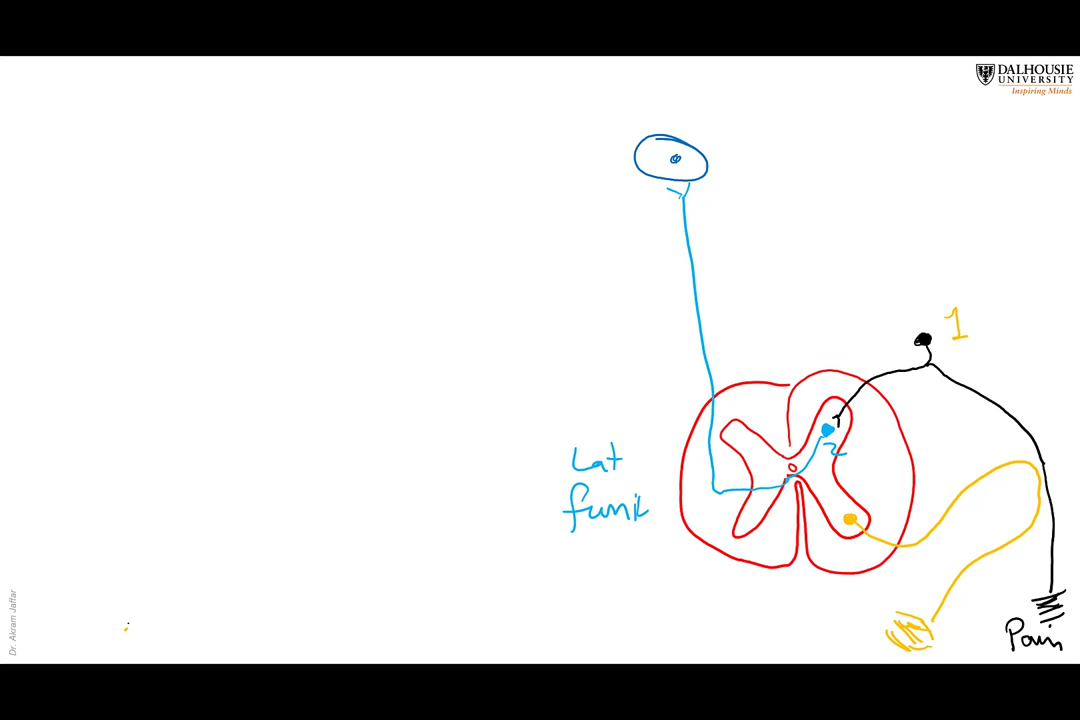 DALHOUSIE
UNIVERSITY
Inspiring Minds
1
2
Lat
funik
Pain
Dr. Akram Jaffar